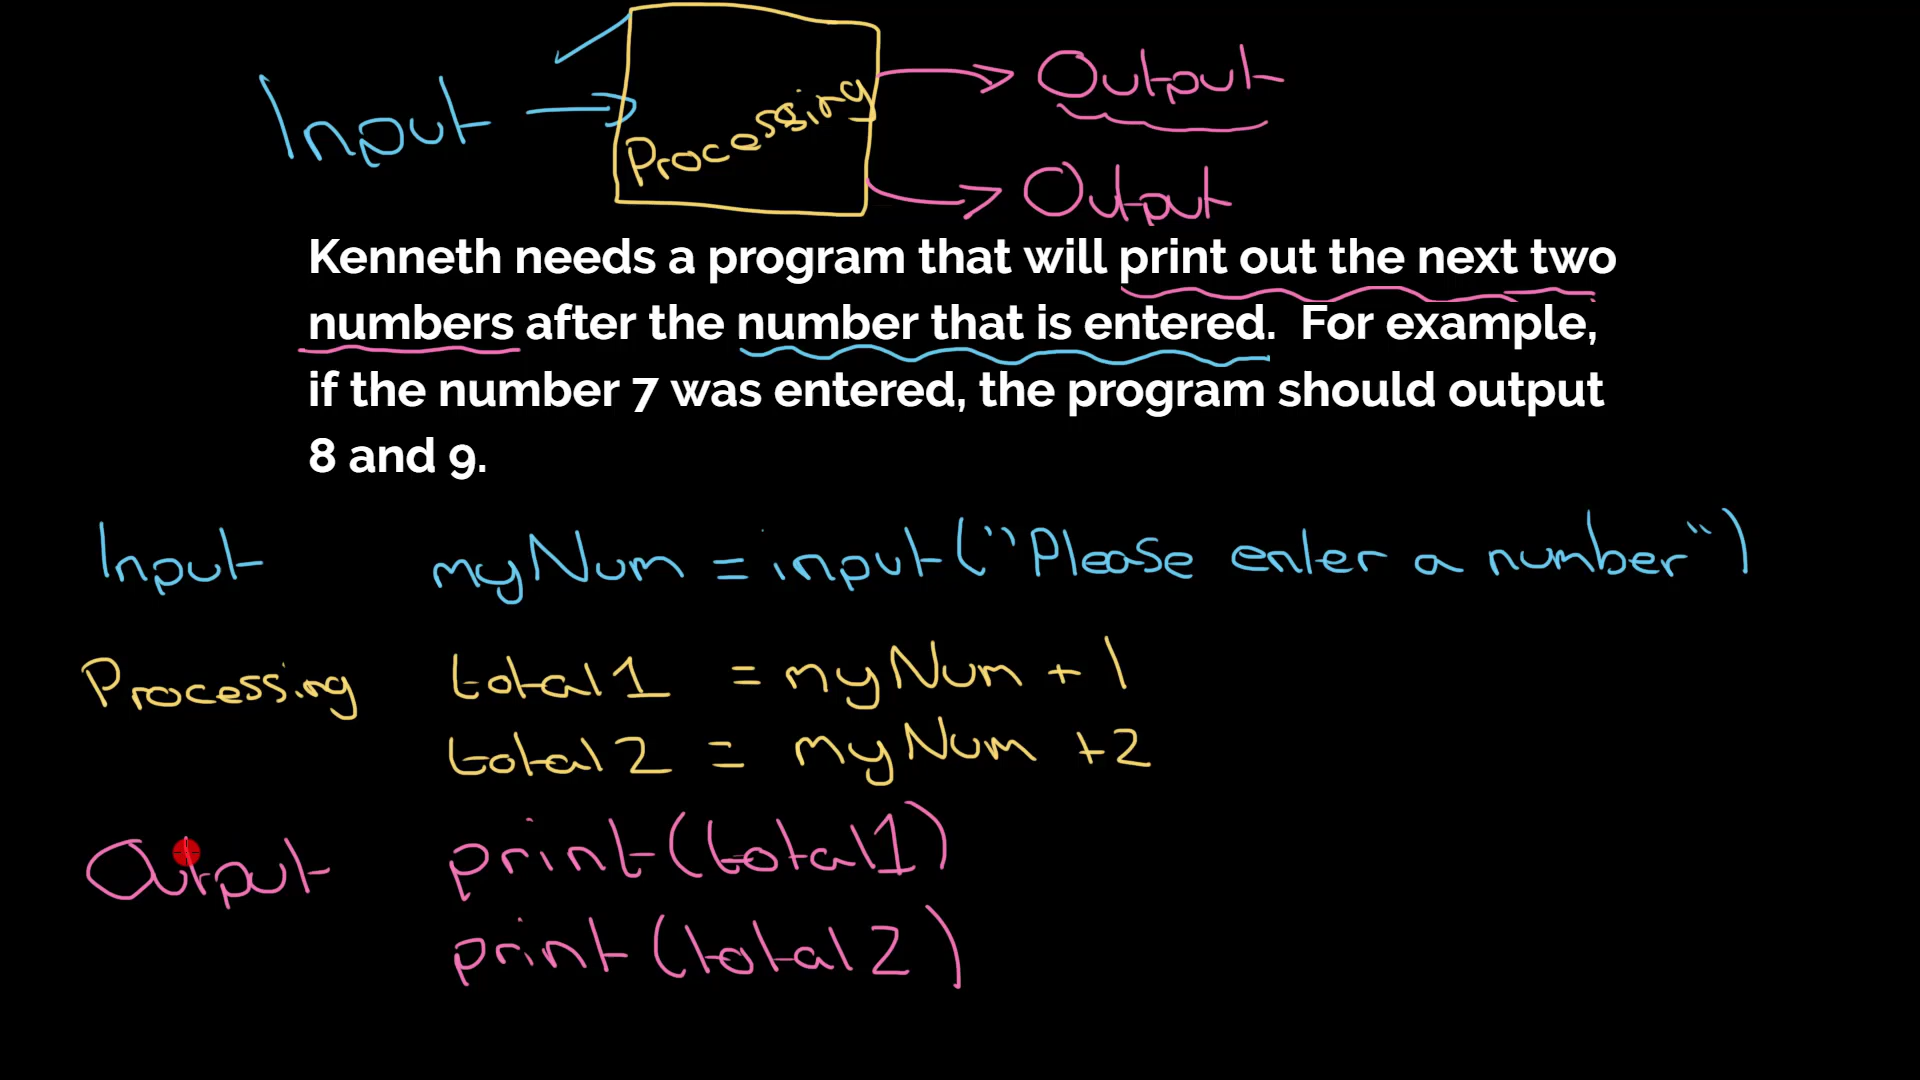 Input
Processing
Output
Output
Kenneth needs a program that will print out the next two
numbers after the number that is entered. For example,
if the number 7 was entered, the program should output
8 and 9.
Input myNum = input("Please enter a number")
Processing total1 = myNum + 1
total2 = myNum +2
Output print(total1)
print(total2)